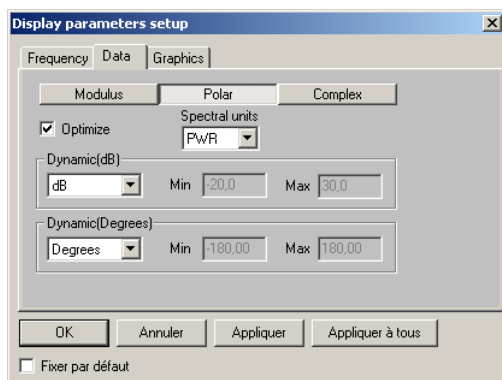 Display parameters setup
Frequency Data Graphics
Modulus Polar Complex
Optimize
Spectral units
PWR
Dynamic(dB)
dB Min -20,0 Max 30,0
Dynamic(Degrees)
Degrees Min -180,00 Max 180,00
OK Annuler Appliquer Appliquer à tous
Fixer par défaut